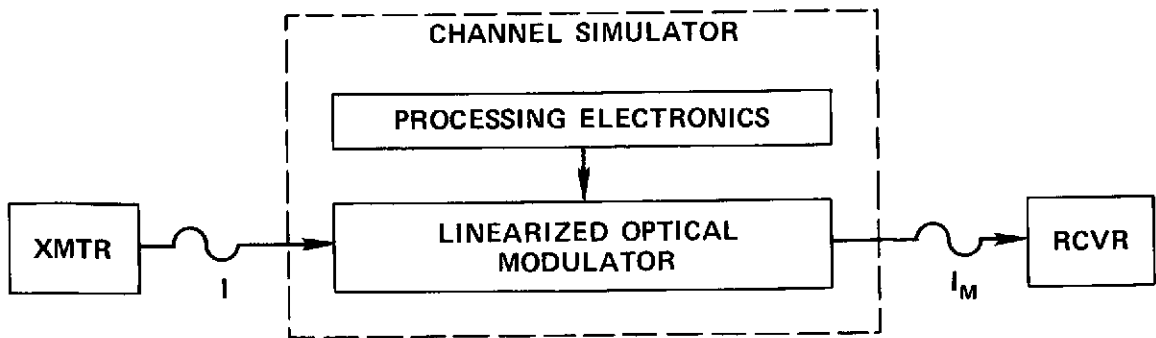 CHANNEL SIMULATOR
PROCESSING ELECTRONICS
XMTR
I
LINEARIZED OPTICAL
MODULATOR
I_M
RCVR